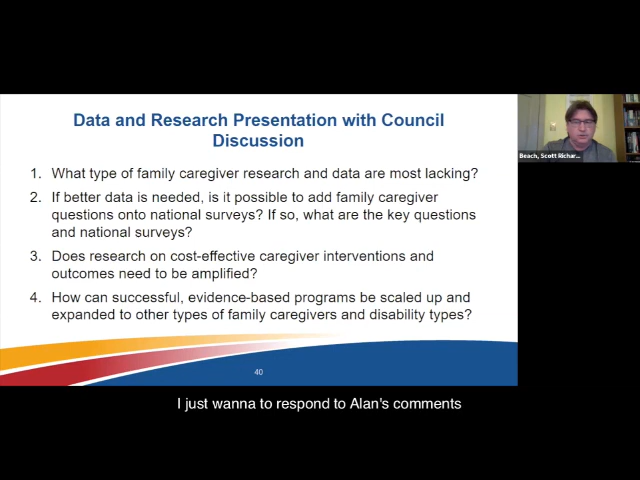 Data and Research Presentation with Council
Discussion
1. What type of family caregiver research and data are most lacking?
2. If better data is needed, is it possible to add family caregiver
questions onto national surveys? If so, what are the key questions
and national surveys?
3. Does research on cost-effective caregiver interventions and
outcomes need to be amplified?
4. How can successful, evidence-based programs be scaled up and
expanded to other types of family caregivers and disability types?
40
Beach, Scott Richar...
I just wanna to respond to Alan's comments